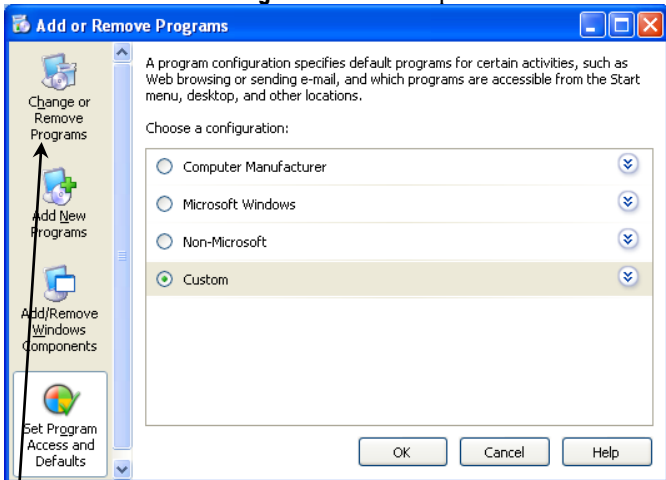 Add or Remove Programs
Change or
Remove
Programs
Add New
Programs
Add/Remove
Windows
Components
Set Program
Access and
Defaults
A program configuration specifies default programs for certain activities, such as
Web browsing or sending e-mail, and which programs are accessible from the Start
menu, desktop, and other locations.
Choose a configuration:
Computer Manufacturer
Microsoft Windows
Non-Microsoft
Custom
OK
Cancel
Help